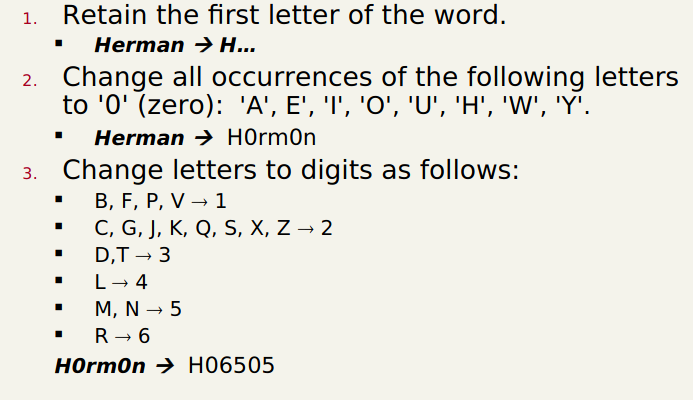 1. Retain the first letter of the word.
▪ Herman → H...
2. Change all occurrences of the following letters
to '0' (zero):  'A', E', 'I', 'O', 'U', 'H', 'W', 'Y'.
▪ Herman → H0rm0n
3. Change letters to digits as follows:
▪ B, F, P, V → 1
▪ C, G, J, K, Q, S, X, Z → 2
▪ D,T → 3
▪ L → 4
▪ M, N → 5
▪ R → 6
H0rm0n → H06505